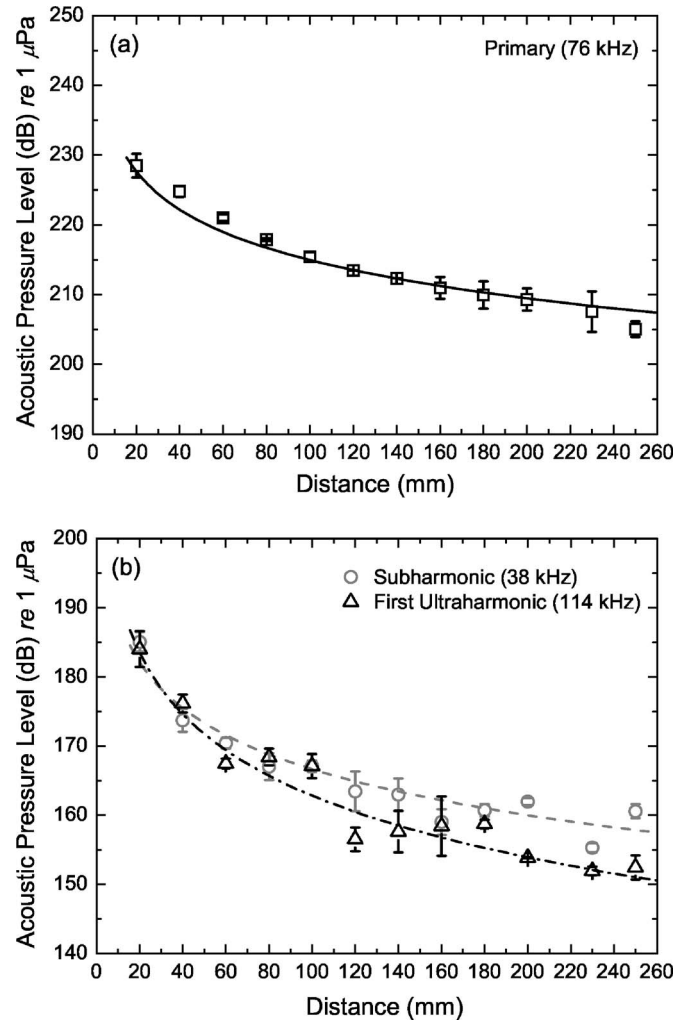 250
(a)
Primary (76 kHz)
240
230
220
210
200
190
0 20 40 60 80 100 120 140 160 180 200 220 240 260
Distance (mm)
Acoustic Pressure Level (dB) re 1 μPa
200
(b)
Subharmonic (38 kHz)
First Ultraharmonic (114 kHz)
190
180
170
160
150
140
0 20 40 60 80 100 120 140 160 180 200 220 240 260
Distance (mm)
Acoustic Pressure Level (dB) re 1 μPa